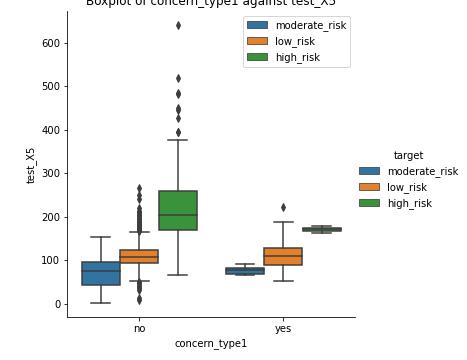 Boxplot of concern_type1 against test_X5
moderate_risk
low_risk
high_risk
600
500
400
300
200
100
0
test_X5
no
yes
concern_type1
target
moderate_risk
low_risk
high_risk